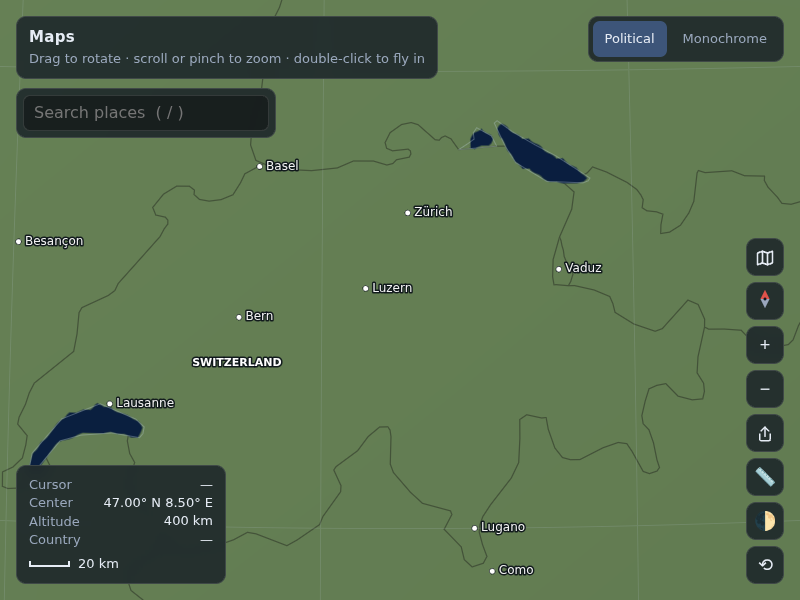 Maps
Drag to rotate · scroll or pinch to zoom · double-click to fly in
Political
Monochrome
Search places ( / )
Basel
Zürich
Besançon
Vaduz
Luzern
Bern
SWITZERLAND
Lausanne
Cursor —
Center 47.00° N 8.50° E
Altitude 400 km
Country —
20 km
Lugano
Como